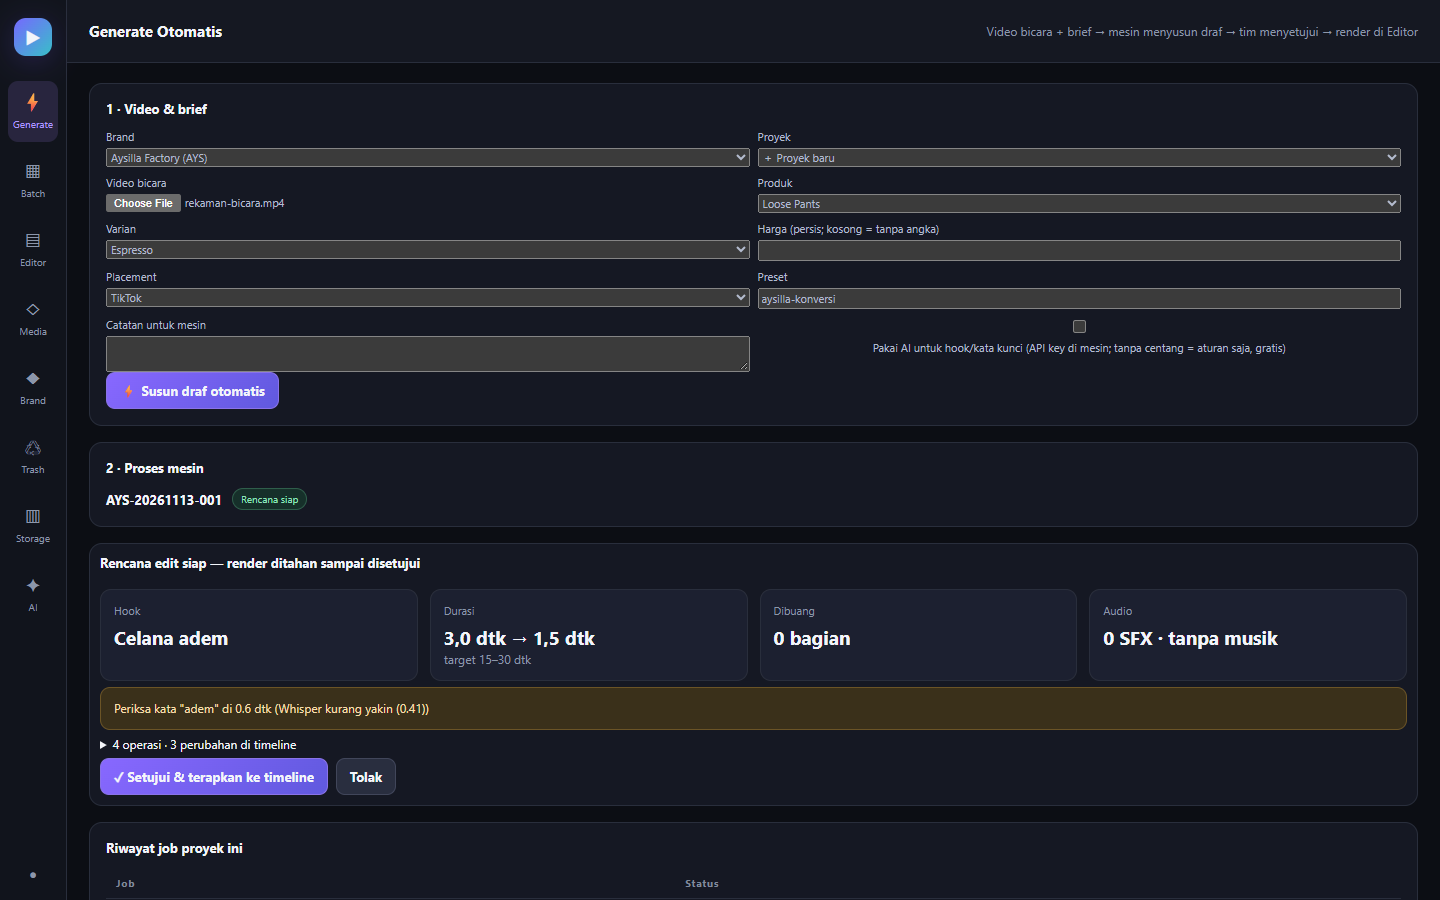 Generate Otomatis
Video bicara + brief → mesin menyusun draf → tim menyetujui → render di Editor
Generate
Batch
Editor
Media
Brand
Trash
Storage
AI
1 · Video & brief
Brand
Aysilla Factory (AYS)
Proyek
+ Proyek baru
Video bicara
Choose File rekaman-bicara.mp4
Produk
Loose Pants
Varian
Espresso
Harga (persis; kosong = tanpa angka)
Placement
TikTok
Preset
aysilla-konversi
Catatan untuk mesin
Pakai AI untuk hook/kata kunci (API key di mesin; tanpa centang = aturan saja, gratis)
Susun draf otomatis
2 · Proses mesin
AYS-20261113-001 Rencana siap
Rencana edit siap — render ditahan sampai disetujui
Hook
Celana adem
Durasi
3,0 dtk → 1,5 dtk
target 15–30 dtk
Dibuang
0 bagian
Audio
0 SFX · tanpa musik
Periksa kata "adem" di 0.6 dtk (Whisper kurang yakin (0.41))
4 operasi · 3 perubahan di timeline
✓ Setujui & terapkan ke timeline
Tolak
Riwayat job proyek ini
Job Status